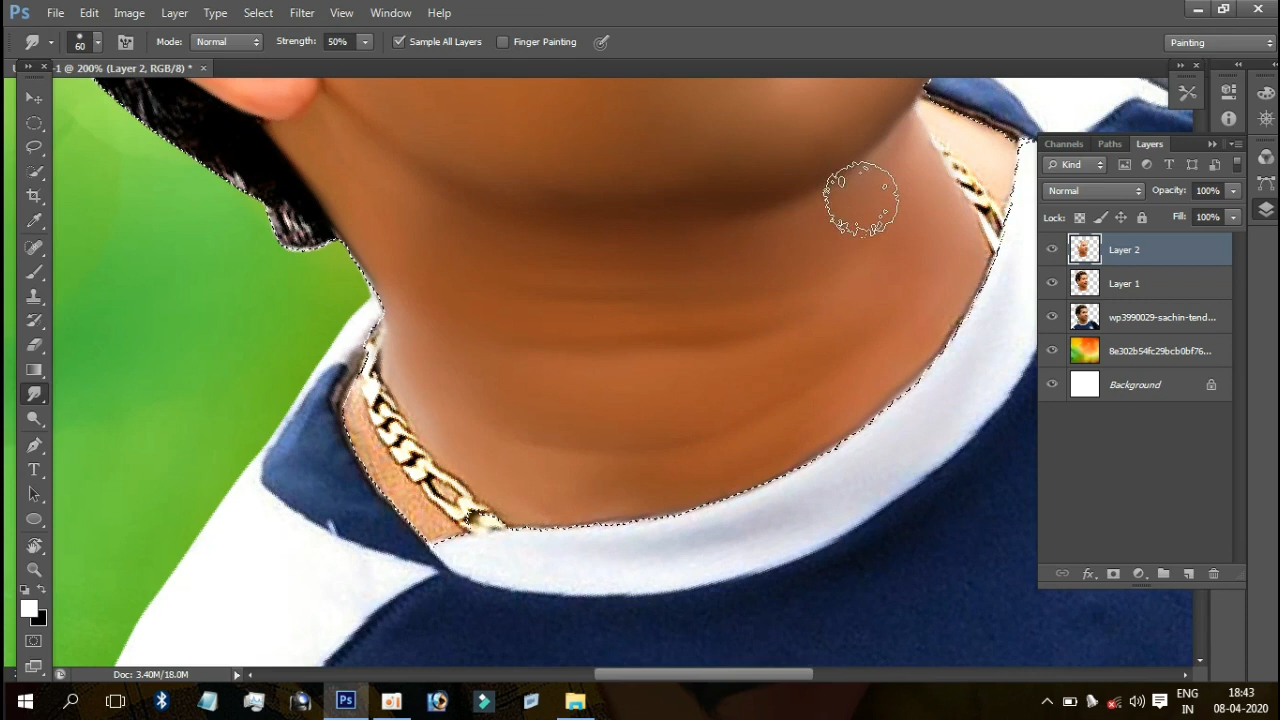 Ps File Edit Image Layer Type Select Filter View Window Help
60 Mode: Normal Strength: 50% Sample All Layers Finger Painting Painting
-1 @ 200% (Layer 2, RGB/8) * ×
Channels Paths Layers
Kind
Normal Opacity: 100%
Lock: Fill: 100%
Layer 2
Layer 1
wp3990029-sachin-tend...
8e302b54fc29bcb0bf76...
Background
fx
Doc: 3.40M/18.0M
Ps
ENG 18:43
IN 08-04-2020